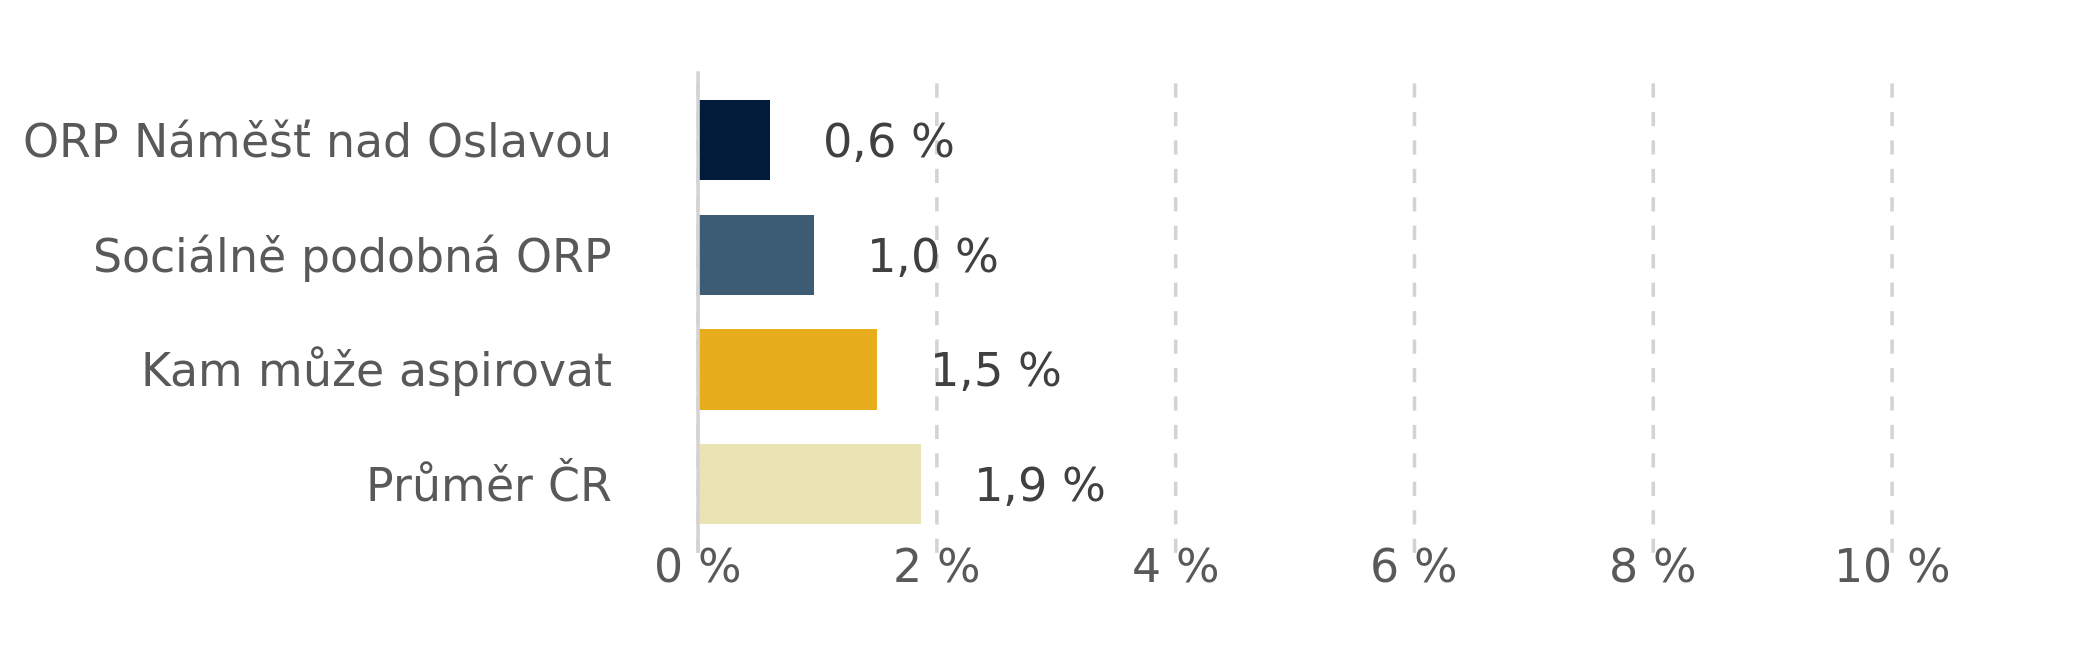 ORP Náměšť nad Oslavou 0,6 %
Sociálně podobná ORP 1,0 %
Kam může aspirovat 1,5 %
Průměr ČR 1,9 %
0 % 2 % 4 % 6 % 8 % 10 %